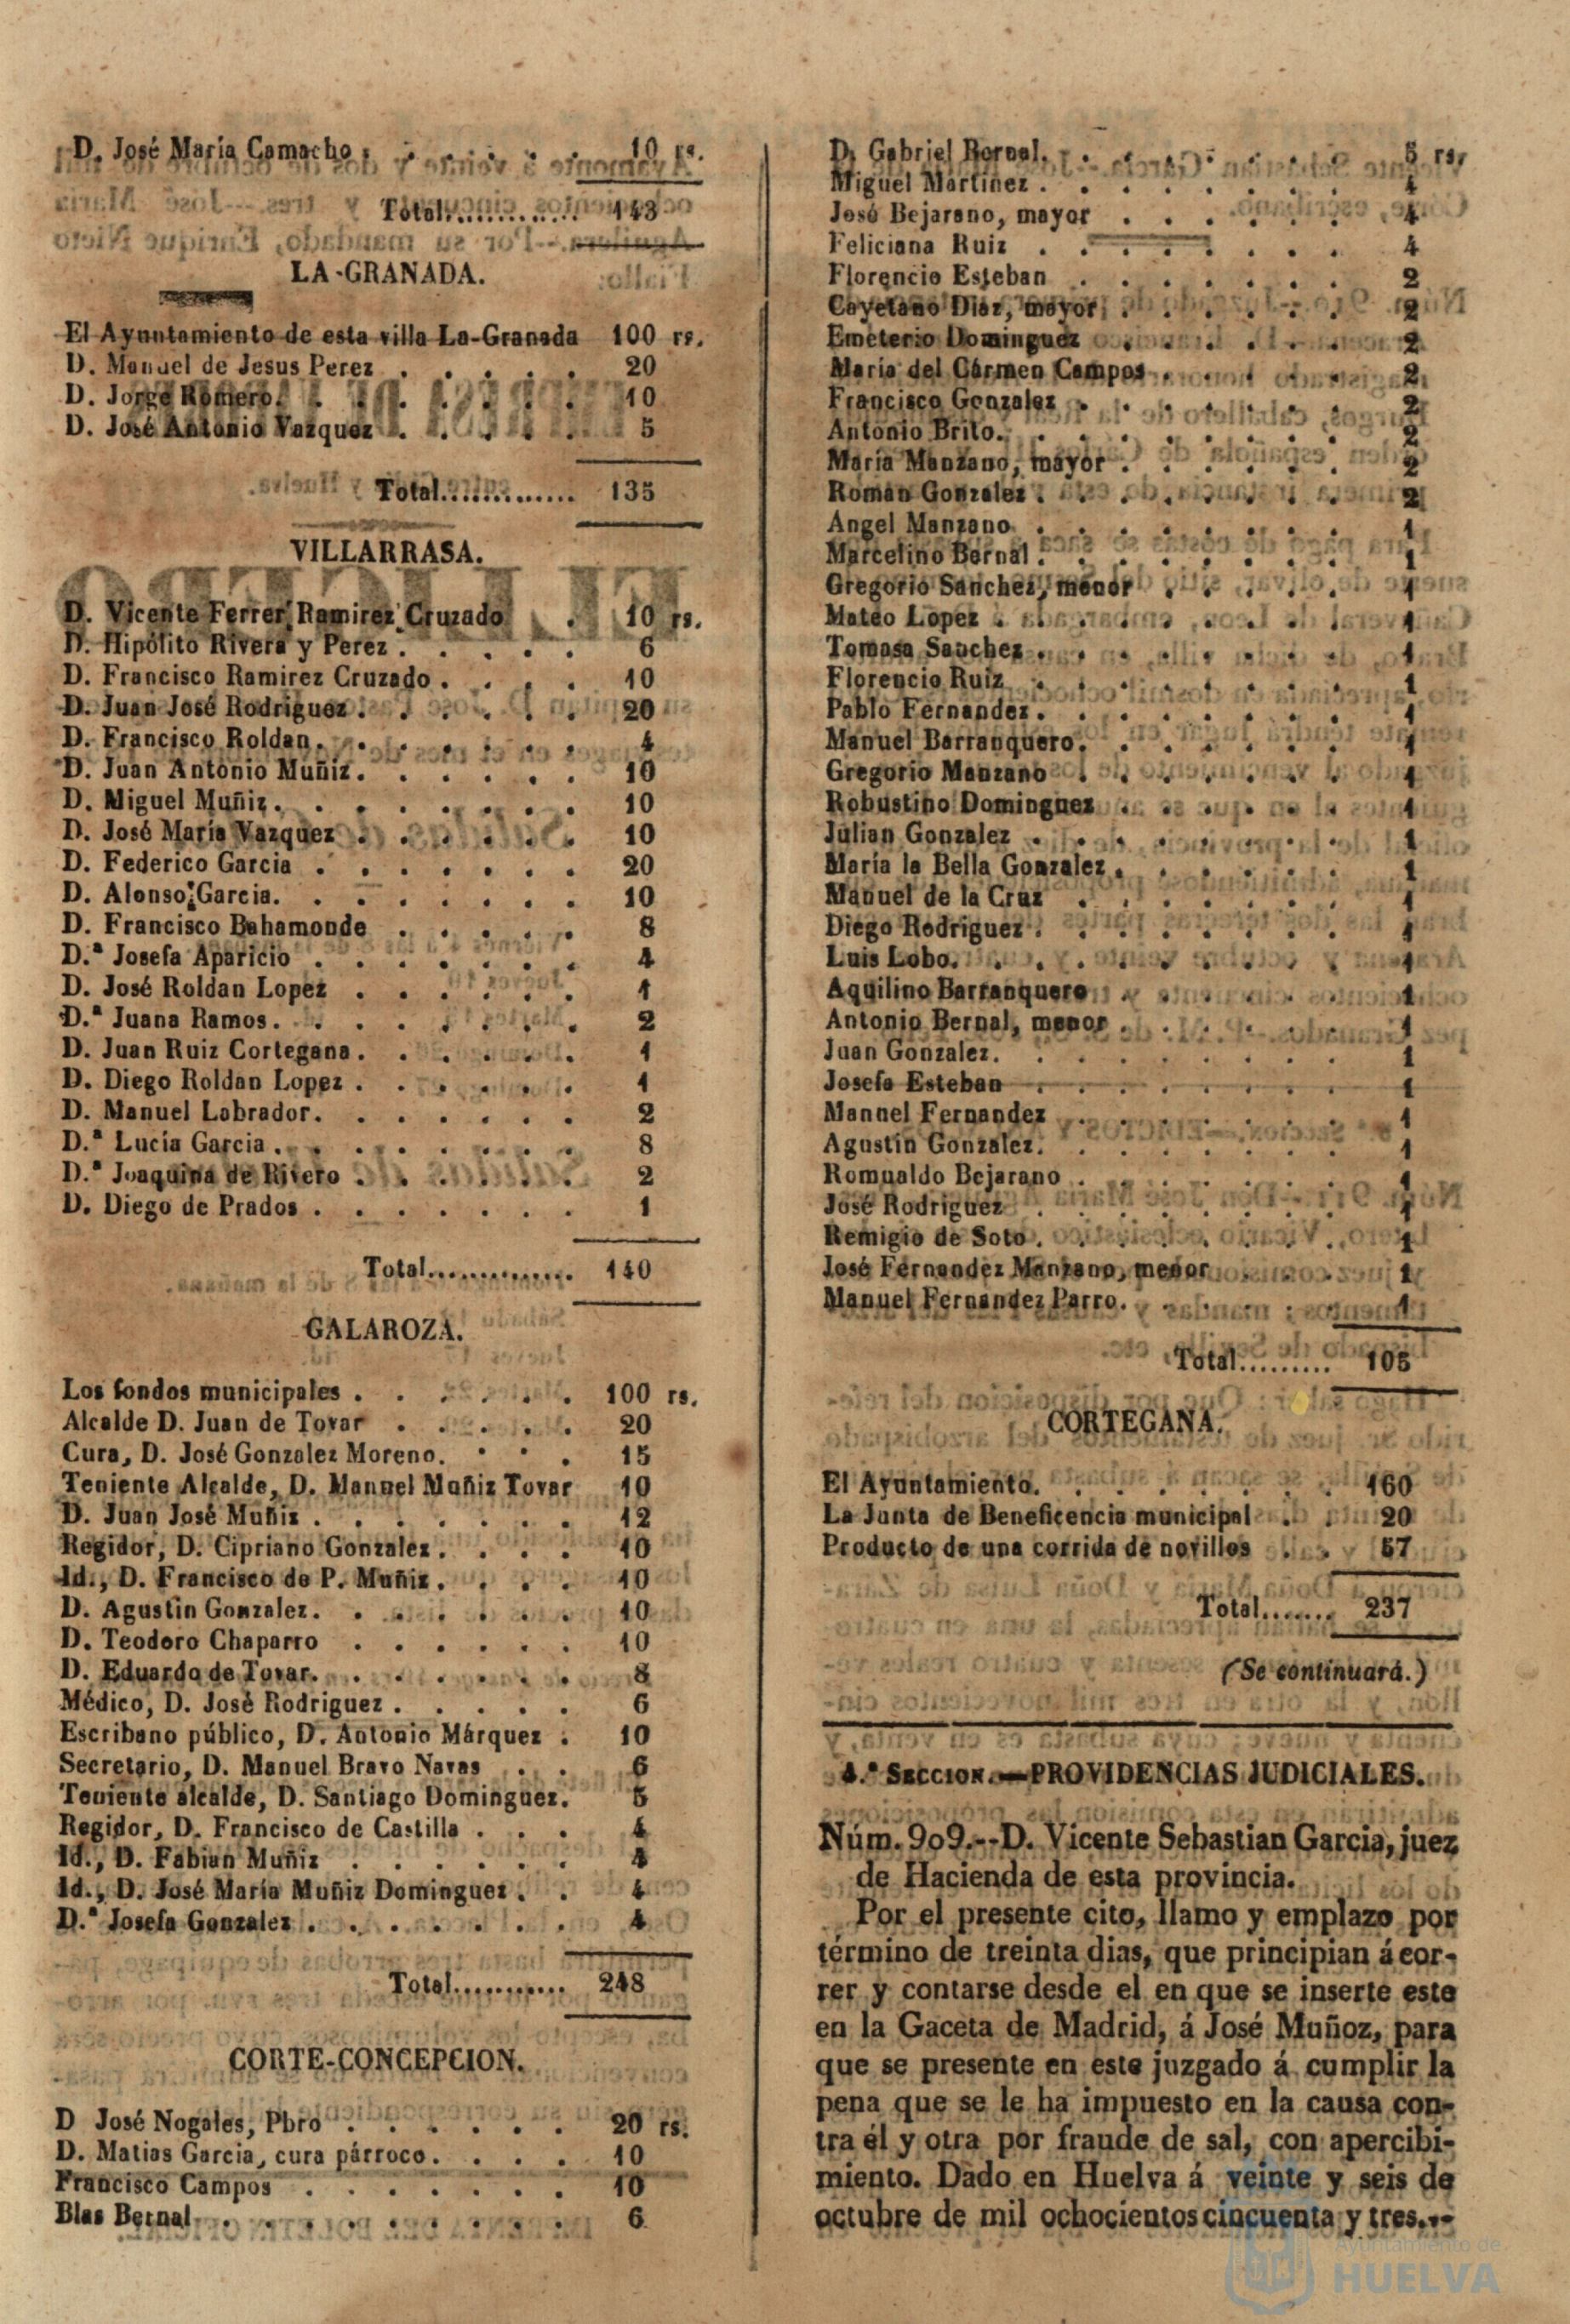 D. José María Camacho . . . . . . 10 rs.
Total............. 143
LA-GRANADA.
El Ayuntamiento de esta villa La-Granada 100 rs.
D. Manuel de Jesus Perez . . . . . 20
D. Jorge Romero. . . . . . . . 10
D. José Antonio Vazquez . . . . . 5
Total............. 135
VILLARRASA.
D. Vicente Ferrer Ramirez Cruzado . 10 rs.
D. Hipólito Rivera y Perez . . . . . 6
D. Francisco Ramirez Cruzado . . . . 10
D. Juan José Rodriguez . . . . . . 20
D. Francisco Roldan. . . . . . . 4
D. Juan Antonio Muñiz. . . . . . 10
D. Miguel Muñiz. . . . . . . . 10
D. José María Vazquez . . . . . . 10
D. Federico Garcia . . . . . . . 20
D. Alonso Garcia. . . . . . . . 10
D. Francisco Bahamonde . . . . . 8
D.ª Josefa Aparicio . . . . . . . 4
D. José Roldan Lopez . . . . . . 1
D.ª Juana Ramos. . . . . . . . 2
D. Juan Ruiz Cortegana. . . . . . 1
D. Diego Roldan Lopez . . . . . . 1
D. Manuel Labrador. . . . . . . 2
D.ª Lucía Garcia . . . . . . . . 8
D.ª Joaquina de Rivero . . . . . . 2
D. Diego de Prados . . . . . . . 1
Total.............. 140
GALAROZA.
Los fondos municipales . . . . . . 100 rs.
Alcalde D. Juan de Tovar . . . . . 20
Cura, D. José Gonzalez Moreno. . . . 15
Teniente Alcalde, D. Manuel Muñiz Tovar 10
D. Juan José Muñiz . . . . . . . 12
Regidor, D. Cipriano Gonzalez. . . . 10
Id., D. Francisco de P. Muñiz. . . . 10
D. Agustin Gonzalez. . . . . . . 10
D. Teodoro Chaparro . . . . . . 10
D. Eduardo de Tovar. . . . . . . 8
Médico, D. José Rodriguez . . . . . 6
Escribano público, D. Antonio Márquez . 10
Secretario, D. Manuel Bravo Navas . . 6
Teniente alcalde, D. Santiago Dominguez. 5
Regidor, D. Francisco de Castilla . . . 4
Id., D. Fabian Muñiz . . . . . . 4
Id., D. José María Muñiz Dominguez . . 4
D.ª Josefa Gonzalez . . . . . . . 4
Total........... 248
CORTE-CONCEPCION.
D José Nogales, Pbro . . . . . . 20 rs.
D. Matias Garcia, cura párroco. . . . 10
Francisco Campos . . . . . . . 10
Blas Bernal. . . . . . . . . . 6
D. Gabriel Bernal. . . . . . . . 5 rs,
Miguel Martinez . . . . . . . . 4
José Bejarano, mayor . . . . . . 4
Feliciana Ruiz . . . . . . . . 4
Florencio Esteban . . . . . . . 2
Cayetano Diaz, mayor . . . . . . 2
Emeterio Dominguez . . . . . . 2
María del Cármen Campos . . . . . 2
Francisco Gonzalez . . . . . . . 2
Antonio Brito. . . . . . . . . 2
María Manzano, mayor . . . . . . 2
Román Gonzalez . . . . . . . . 2
Angel Manzano . . . . . . . . 1
Marcelino Bernal . . . . . . . . 1
Gregorio Sanchez, menor . . . . . 1
Mateo Lopez . . . . . . . . . 1
Tomasa Sanchez . . . . . . . . 1
Florencio Ruiz . . . . . . . . 1
Pablo Fernandez. . . . . . . . 1
Manuel Barranquero. . . . . . . 1
Gregorio Manzano . . . . . . . 1
Robustino Dominguez . . . . . . 1
Julian Gonzalez . . . . . . . . 1
María la Bella Gonzalez . . . . . . 1
Manuel de la Cruz . . . . . . . 1
Diego Rodriguez . . . . . . . . 1
Luis Lobo. . . . . . . . . . 1
Aquilino Barranquero . . . . . . 1
Antonio Bernal, menor . . . . . . 1
Juan Gonzalez. . . . . . . . . 1
Josefa Esteban . . . . . . . . 1
Mannel Fernandez . . . . . . . 1
Agustin Gonzalez. . . . . . . . 1
Romualdo Bejarano . . . . . . . 1
José Rodriguez . . . . . . . . 1
Remigio de Soto . . . . . . . . 1
José Fernandez Manzano, menor . . . 1
Manuel Fernandez Parro. . . . . . 1
Total......... 105
CORTEGANA.
El Ayuntamiento. . . . . . . . 160
La Junta de Beneficencia municipal . . 20
Producto de una corrida de novillos . . 57
Total....... 237
(Se continuará.)
4.ª SECCION.—PROVIDENCIAS JUDICIALES.
Núm. 909.--D. Vicente Sebastian Garcia, juez
de Hacienda de esta provincia.
Por el presente cito, llamo y emplazo por
término de treinta dias, que principian á cor-
rer y contarse desde el en que se inserte este
en la Gaceta de Madrid, á José Muñoz, para
que se presente en este juzgado á cumplir la
pena que se le ha impuesto en la causa con-
tra él y otra por fraude de sal, con apercibi-
miento. Dado en Huelva á veinte y seis de
octubre de mil ochocientos cincuenta y tres.--
Ayuntamiento de
HUELVA